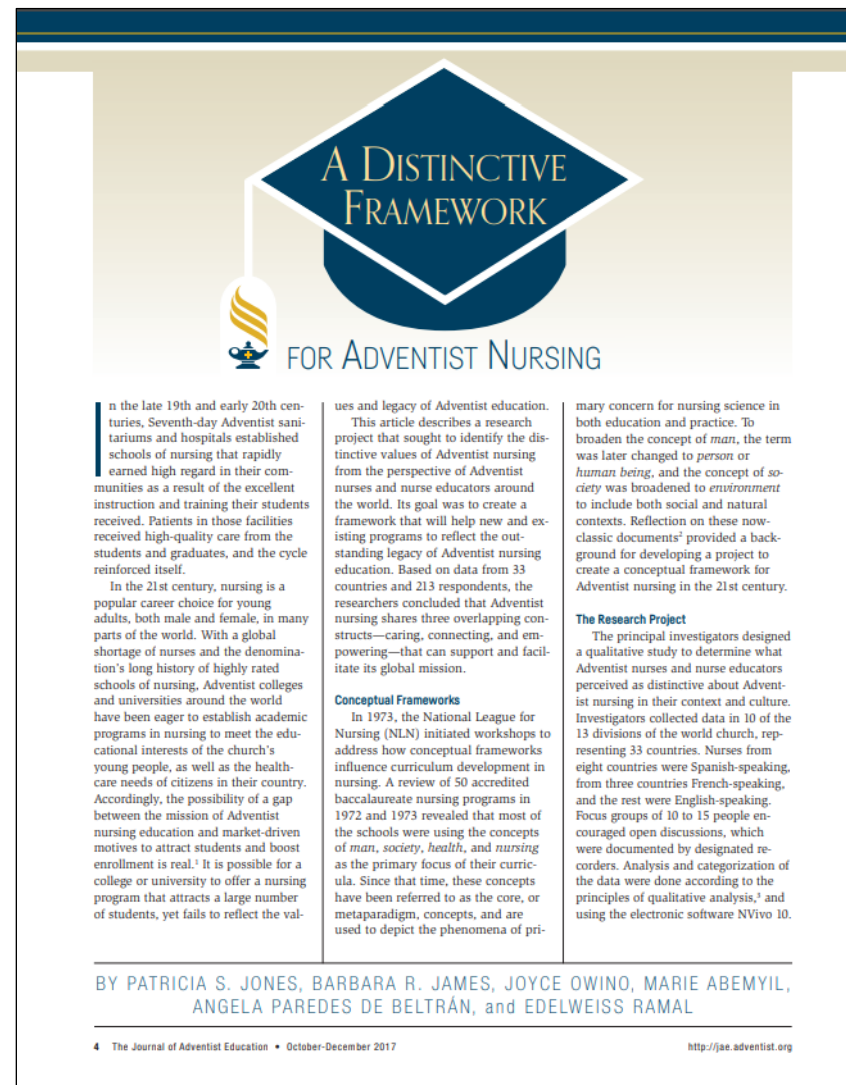 A DISTINCTIVE
FRAMEWORK
FOR ADVENTIST NURSING
In the late 19th and early 20th cen-
turies, Seventh-day Adventist sani-
tariums and hospitals established
schools of nursing that rapidly
earned high regard in their com-
munities as a result of the excellent
instruction and training their students
received. Patients in those facilities
received high-quality care from the
students and graduates, and the cycle
reinforced itself.
In the 21st century, nursing is a
popular career choice for young
adults, both male and female, in many
parts of the world. With a global
shortage of nurses and the denomina-
tion's long history of highly rated
schools of nursing, Adventist colleges
and universities around the world
have been eager to establish academic
programs in nursing to meet the edu-
cational interests of the church's
young people, as well as the health-
care needs of citizens in their country.
Accordingly, the possibility of a gap
between the mission of Adventist
nursing education and market-driven
motives to attract students and boost
enrollment is real.¹ It is possible for a
college or university to offer a nursing
program that attracts a large number
of students, yet fails to reflect the val-
ues and legacy of Adventist education.
This article describes a research
project that sought to identify the dis-
tinctive values of Adventist nursing
from the perspective of Adventist
nurses and nurse educators around
the world. Its goal was to create a
framework that will help new and ex-
isting programs to reflect the out-
standing legacy of Adventist nursing
education. Based on data from 33
countries and 213 respondents, the
researchers concluded that Adventist
nursing shares three overlapping con-
structs—caring, connecting, and em-
powering—that can support and facil-
itate its global mission.
Conceptual Frameworks
In 1973, the National League for
Nursing (NLN) initiated workshops to
address how conceptual frameworks
influence curriculum development in
nursing. A review of 50 accredited
baccalaureate nursing programs in
1972 and 1973 revealed that most of
the schools were using the concepts
of man, society, health, and nursing
as the primary focus of their curric-
ula. Since that time, these concepts
have been referred to as the core, or
metaparadigm, concepts, and are
used to depict the phenomena of pri-
mary concern for nursing science in
both education and practice. To
broaden the concept of man, the term
was later changed to person or
human being, and the concept of so-
ciety was broadened to environment
to include both social and natural
contexts. Reflection on these now-
classic documents² provided a back-
ground for developing a project to
create a conceptual framework for
Adventist nursing in the 21st century.
The Research Project
The principal investigators designed
a qualitative study to determine what
Adventist nurses and nurse educators
perceived as distinctive about Advent-
ist nursing in their context and culture.
Investigators collected data in 10 of the
13 divisions of the world church, rep-
resenting 33 countries. Nurses from
eight countries were Spanish-speaking,
from three countries French-speaking,
and the rest were English-speaking.
Focus groups of 10 to 15 people en-
couraged open discussions, which
were documented by designated re-
corders. Analysis and categorization of
the data were done according to the
principles of qualitative analysis,³ and
using the electronic software NVivo 10.
BY PATRICIA S. JONES, BARBARA R. JAMES, JOYCE OWINO, MARIE ABEMYIL,
ANGELA PAREDES DE BELTRÁN, and EDELWEISS RAMAL
4 The Journal of Adventist Education • October-December 2017
http://jae.adventist.org